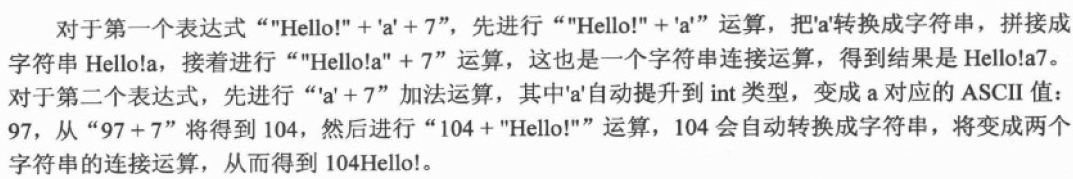 对于第一个表达式“"Hello!" + 'a' + 7”，先进行“"Hello!" + 'a'”运算，把'a'转换成字符串，拼接成
字符串 Hello!a，接着进行“"Hello!a" + 7”运算，这也是一个字符串连接运算，得到结果是 Hello!a7。
对于第二个表达式，先进行“'a' + 7”加法运算，其中'a'自动提升到 int 类型，变成 a 对应的 ASCII 值：
97，从“97 + 7”将得到 104，然后进行“104 + "Hello!"”运算，104 会自动转换成字符串，将变成两个
字符串的连接运算，从而得到 104Hello!。